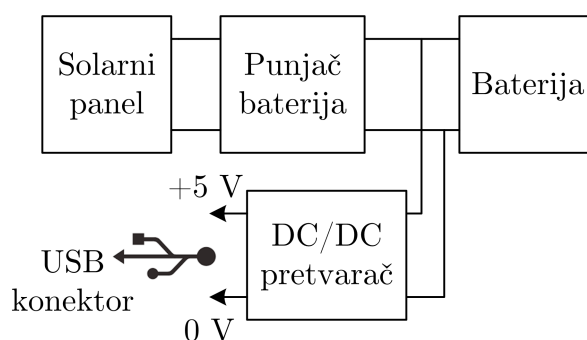 Solarni
panel
Punjač
baterija
Baterija
+5 V
DC/DC
pretvarač
USB
konektor
0 V